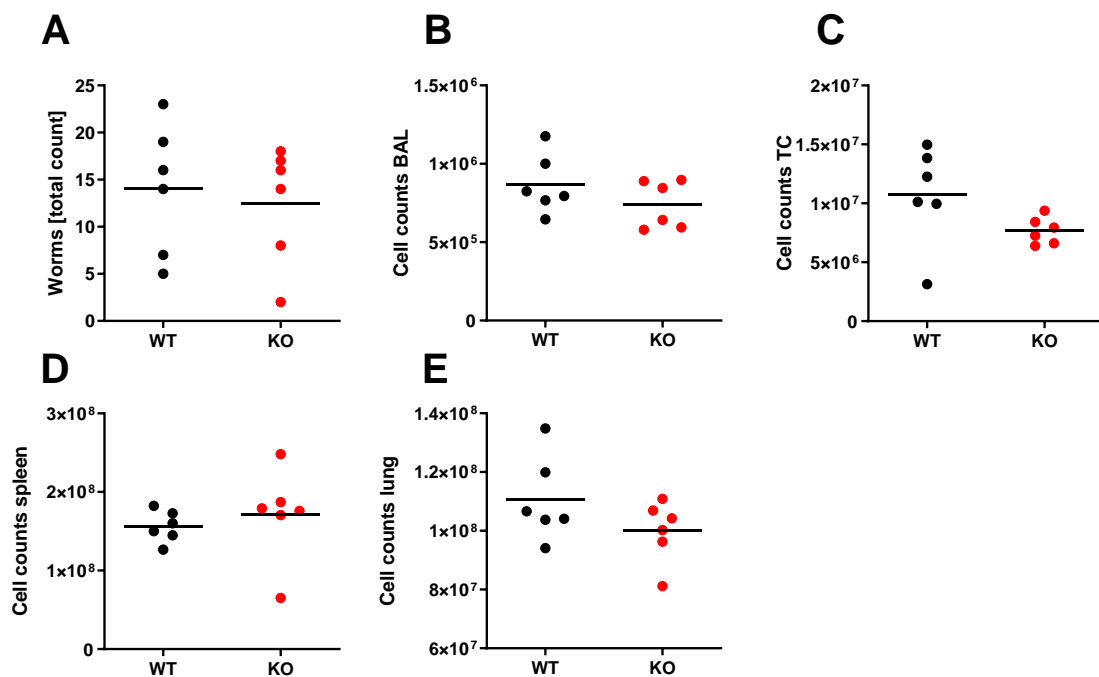 A
Worms [total count]
25
20
15
10
5
0
WT
KO
B
Cell counts BAL
1.5×10⁶
1×10⁶
5×10⁵
0
WT
KO
C
Cell counts TC
2×10⁷
1.5×10⁷
1×10⁷
5×10⁶
0
WT
KO
D
Cell counts spleen
3×10⁸
2×10⁸
1×10⁸
0
WT
KO
E
Cell counts lung
1.4×10⁸
1.2×10⁸
1×10⁸
8×10⁷
6×10⁷
WT
KO